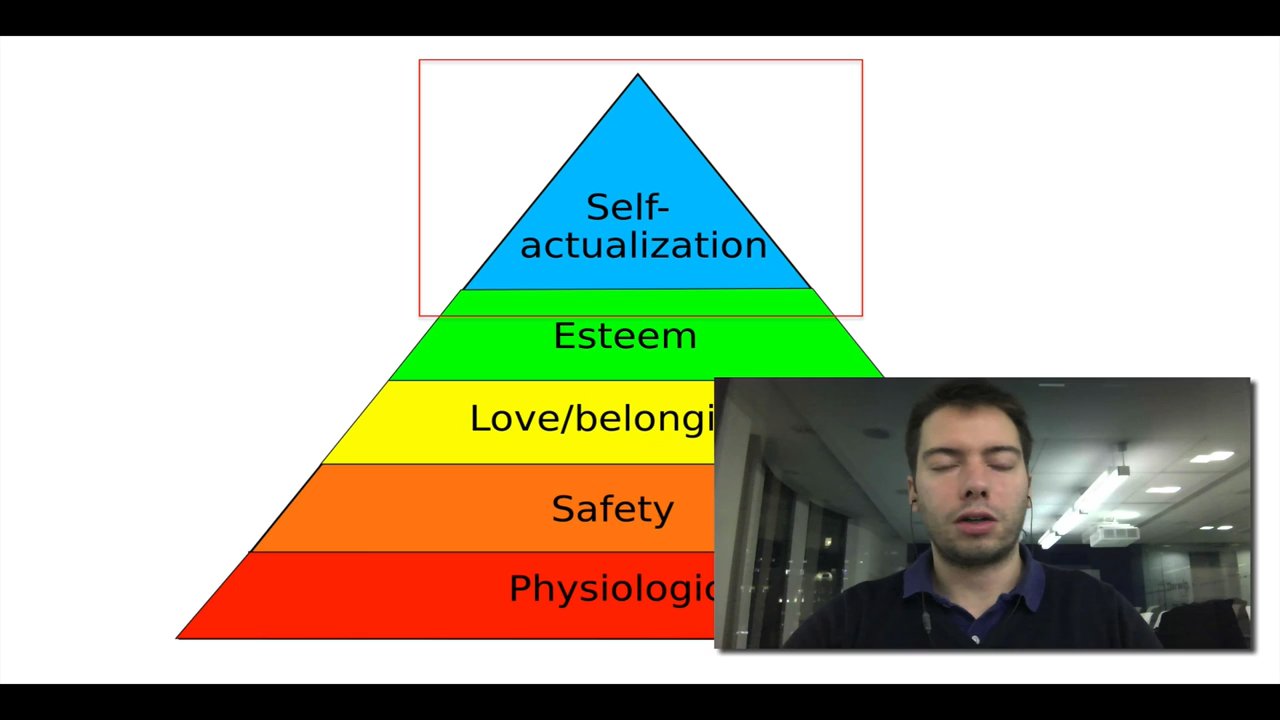 Self-
actualization
Esteem
Love/belongi
Safety
Physiologic